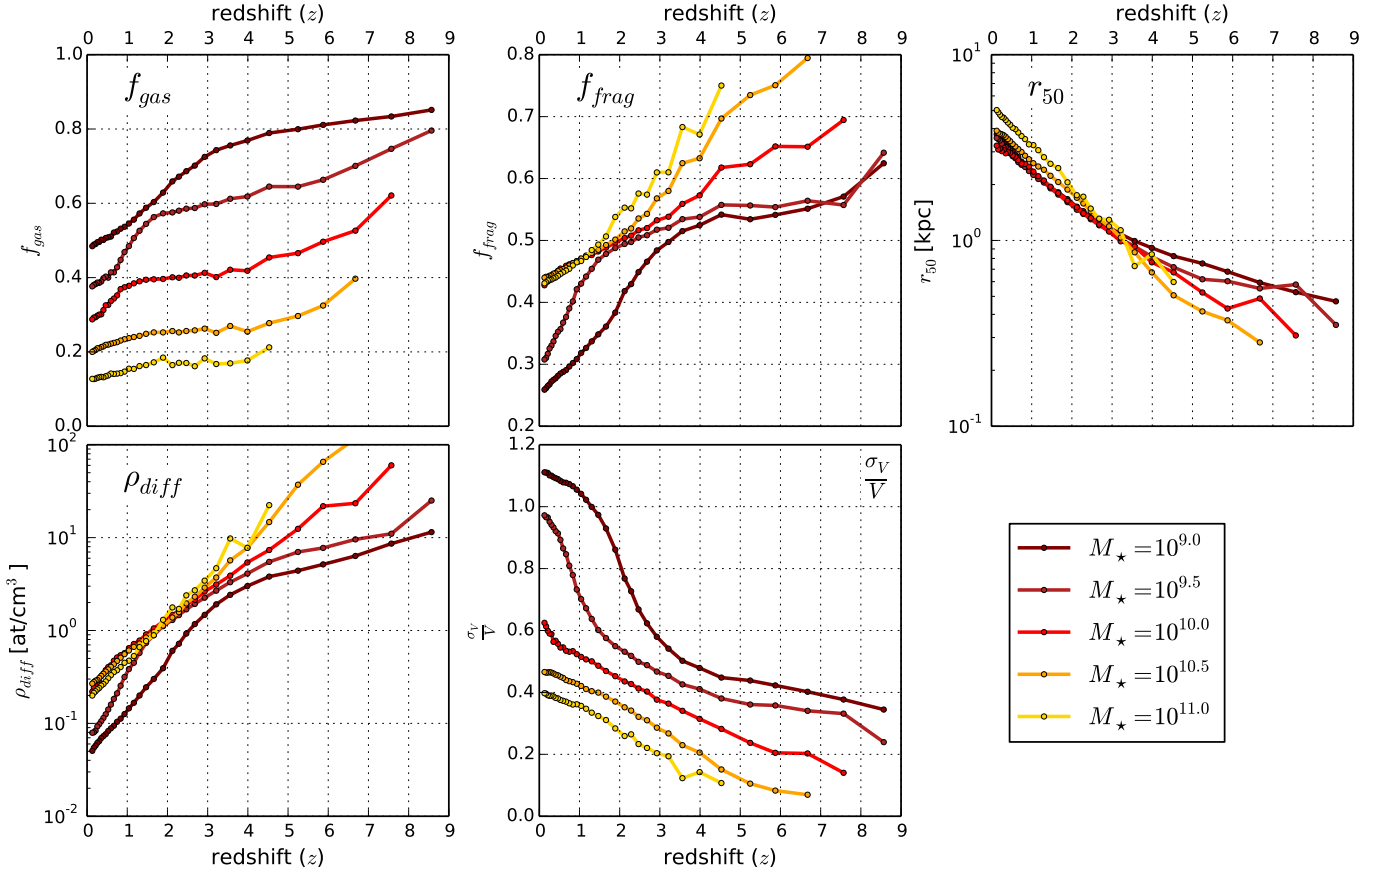 redshift (z) redshift (z) redshift (z)
0 1 2 3 4 5 6 7 8 9 0 1 2 3 4 5 6 7 8 9 0 1 2 3 4 5 6 7 8 9
f_gas
1.0
0.8
0.6
0.4
0.2
0.0
f_gas
f_frag
0.8
0.7
0.6
0.5
0.4
0.3
0.2
f_frag
r_50 [kpc]
10^1
10^0
10^-1
r_50
ρ_diff [at/cm^3 ]
10^2
10^1
10^0
10^-1
10^-2
ρ_diff
0 1 2 3 4 5 6 7 8 9
redshift (z)
σ_V/V
1.2
1.0
0.8
0.6
0.4
0.2
0.0
σ_V
V
0 1 2 3 4 5 6 7 8 9
redshift (z)
M_⋆ = 10^9.0
M_⋆ = 10^9.5
M_⋆ = 10^10.0
M_⋆ = 10^10.5
M_⋆ = 10^11.0